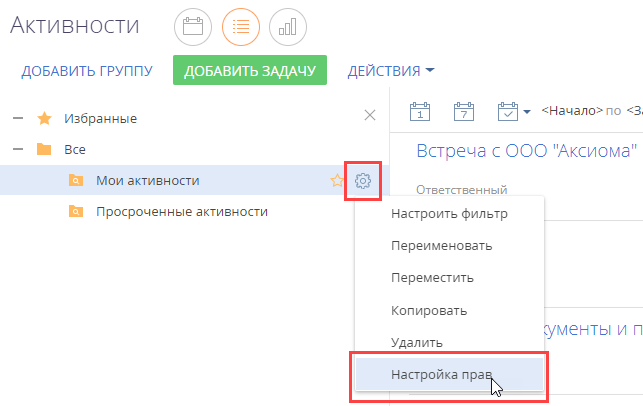 Активности
ДОБАВИТЬ ГРУППУ ДОБАВИТЬ ЗАДАЧУ ДЕЙСТВИЯ
Избранные
Все
Мои активности
Просроченные активности
1 7 <Начало> по <За
Встреча с ООО "Аксиома"
Ответственный
Настроить фильтр
Переименовать
Переместить
Копировать
Удалить
Настройка прав
кументы и п